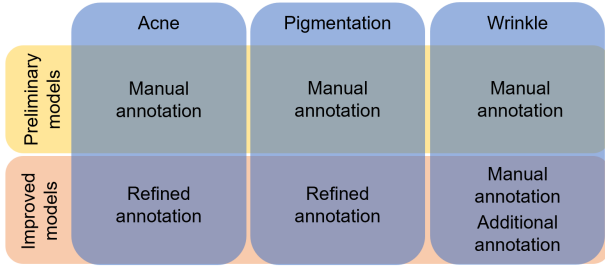 Acne
Pigmentation
Wrinkle
Preliminary
models
Manual
annotation
Manual
annotation
Manual
annotation
Improved
models
Refined
annotation
Refined
annotation
Manual
annotation
Additional
annotation